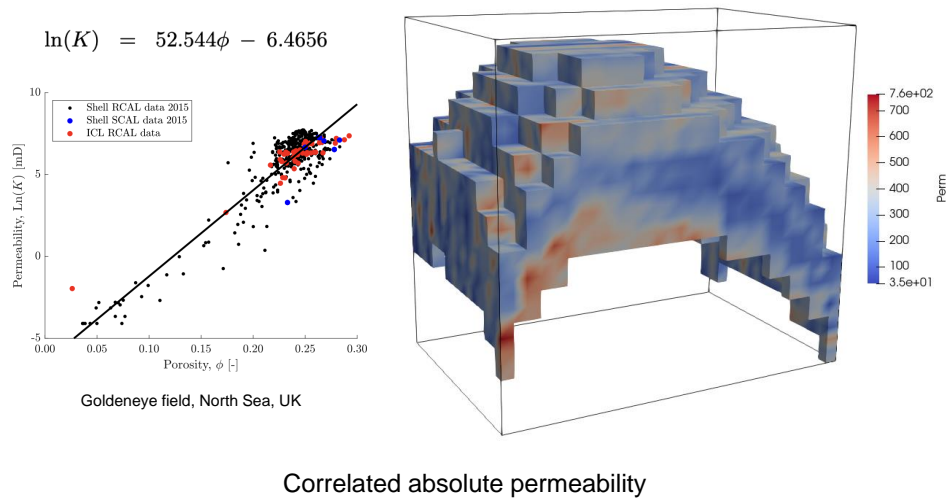 ln(K) = 52.544ϕ − 6.4656
10
5
0
-5
Permeability, Ln(K) [mD]
Shell RCAL data 2015
Shell SCAL data 2015
ICL RCAL data
0.00 0.05 0.10 0.15 0.20 0.25 0.30
Porosity, ϕ [-]
Goldeneye field, North Sea, UK
7.6e+02
700
600
500
400
300
200
100
3.5e+01
Perm
Correlated absolute permeability